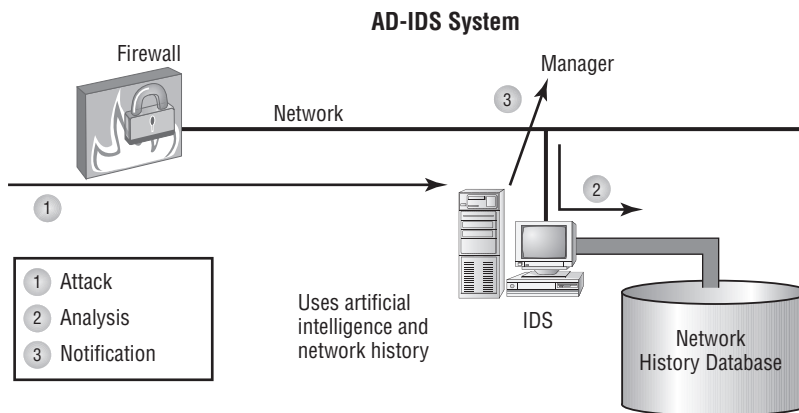 AD-IDS System
Firewall
Manager
3
Network
2
1
1 Attack
2 Analysis
3 Notification
Uses artificial
intelligence and
network history
IDS
Network
History Database